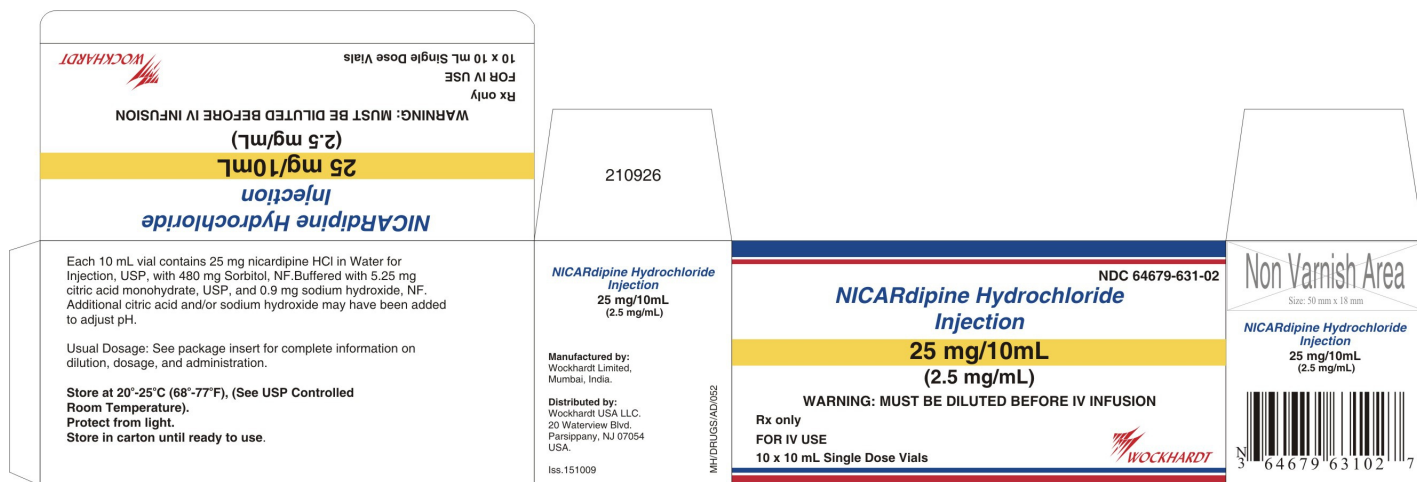 NICARdipine Hydrochloride
Injection
25 mg/10mL
(2.5 mg/mL)
WARNING: MUST BE DILUTED BEFORE IV INFUSION
Rx only
FOR IV USE
10 x 10 mL Single Dose Vials
WOCKHARDT
Each 10 mL vial contains 25 mg nicardipine HCl in Water for
Injection, USP, with 480 mg Sorbitol, NF.Buffered with 5.25 mg
citric acid monohydrate, USP, and 0.9 mg sodium hydroxide, NF.
Additional citric acid and/or sodium hydroxide may have been added
to adjust pH.
Usual Dosage: See package insert for complete information on
dilution, dosage, and administration.
Store at 20°-25°C (68°-77°F), (See USP Controlled
Room Temperature).
Protect from light.
Store in carton until ready to use.
210926
NICARdipine Hydrochloride
Injection
25 mg/10mL
(2.5 mg/mL)
Manufactured by:
Wockhardt Limited,
Mumbai, India.
Distributed by:
Wockhardt USA LLC.
20 Waterview Blvd.
Parsippany, NJ 07054
USA.
Iss.151009
MH/DRUGS/AD/052
NDC 64679-631-02
NICARdipine Hydrochloride
Injection
25 mg/10mL
(2.5 mg/mL)
WARNING: MUST BE DILUTED BEFORE IV INFUSION
Rx only
FOR IV USE
10 x 10 mL Single Dose Vials
WOCKHARDT
Non Varnish Area
Size: 50 mm x 18 mm
NICARdipine Hydrochloride
Injection
25 mg/10mL
(2.5 mg/mL)
N
3 64679 63102 7